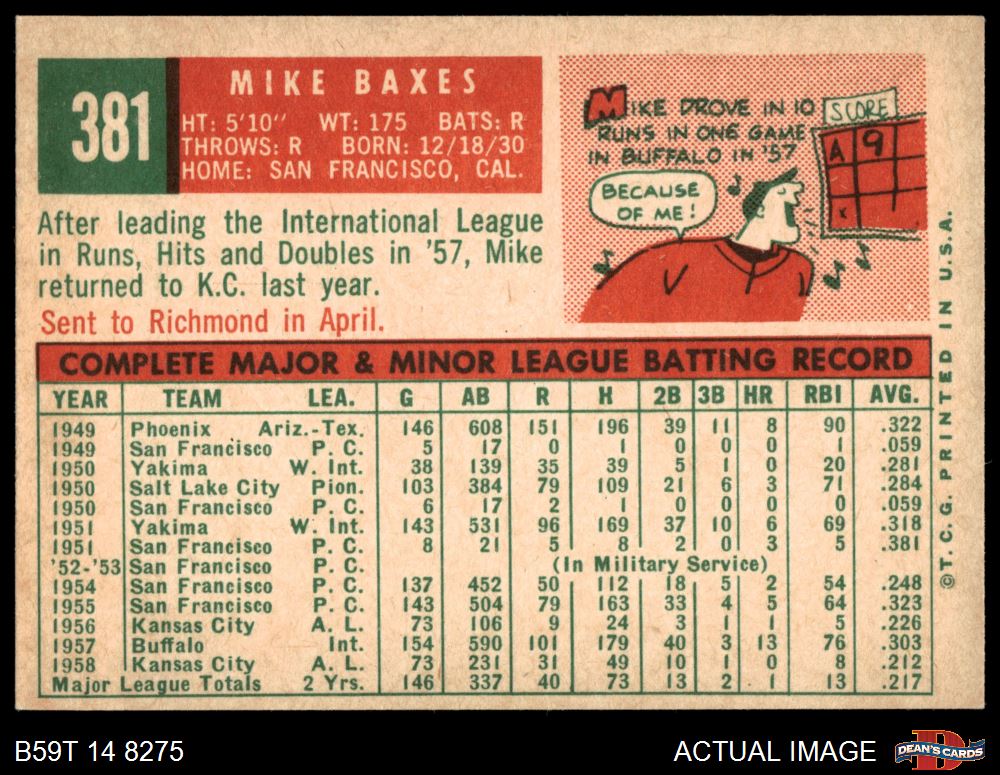 381
MIKE BAXES
HT: 5'10" WT: 175 BATS: R
THROWS: R BORN: 12/18/30
HOME: SAN FRANCISCO, CAL.
After leading the International League
in Runs, Hits and Doubles in '57, Mike
returned to K.C. last year.
Sent to Richmond in April.
MIKE DROVE IN 10
RUNS IN ONE GAME
IN BUFFALO IN '57
BECAUSE
OF ME!
SCORE
A 9
x
COMPLETE MAJOR & MINOR LEAGUE BATTING RECORD
YEAR TEAM LEA. G AB R H 2B 3B HR RBI AVG.
1949 Phoenix Ariz.-Tex. 146 608 151 196 39 11 8 90 .322
1949 San Francisco P. C. 5 17 0 1 0 0 0 1 .059
1950 Yakima W. Int. 38 139 35 39 5 1 0 20 .281
1950 Salt Lake City Pion. 103 384 79 109 21 6 3 71 .284
1950 San Francisco P. C. 6 17 2 1 0 0 0 0 .059
1951 Yakima W. Int. 143 531 96 169 37 10 6 69 .318
1951 San Francisco P. C. 8 21 5 8 2 0 3 5 .381
'52-'53 San Francisco P. C. (In Military Service)
1954 San Francisco P. C. 137 452 50 112 18 5 2 54 .248
1955 San Francisco P. C. 143 504 79 163 33 4 5 64 .323
1956 Kansas City A. L. 73 106 9 24 3 1 1 5 .226
1957 Buffalo Int. 154 590 101 179 40 3 13 76 .303
1958 Kansas City A. L. 73 231 31 49 10 1 0 8 .212
Major League Totals 2 Yrs. 146 337 40 73 13 2 1 13 .217
©T.C.G. PRINTED IN U.S.A.
B59T 14 8275
ACTUAL IMAGE
DEAN'S CARDS